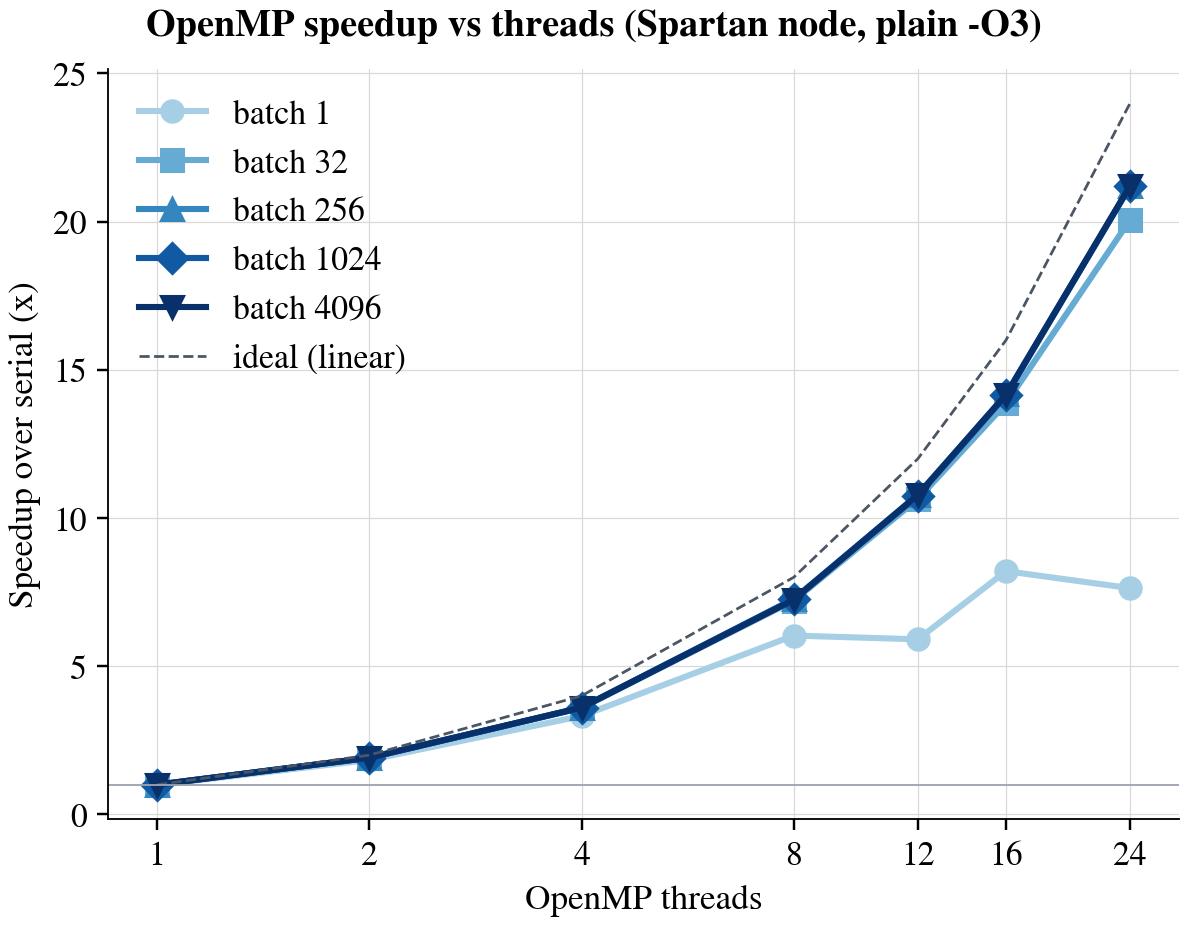 OpenMP speedup vs threads (Spartan node, plain -O3)
25
20
15
10
5
0
Speedup over serial (x)
batch 1
batch 32
batch 256
batch 1024
batch 4096
ideal (linear)
1 2 4 8 12 16 24
OpenMP threads